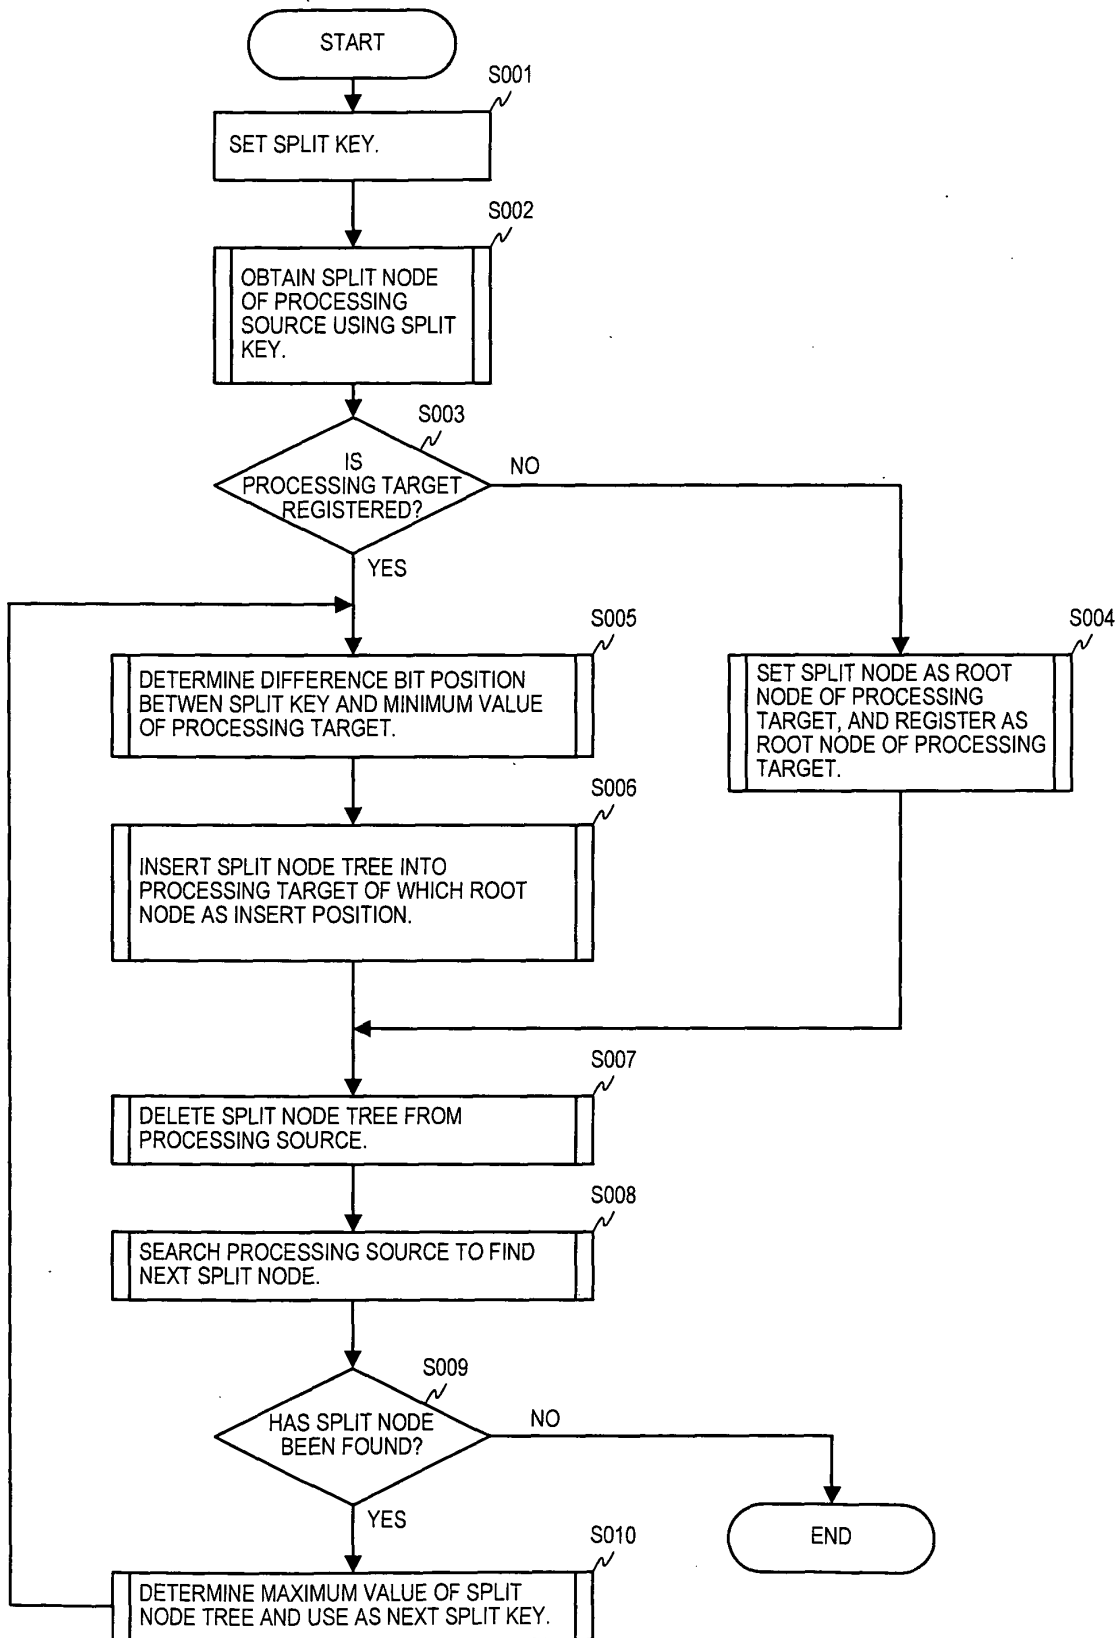 START
S001
SET SPLIT KEY.
S002
OBTAIN SPLIT NODE
OF PROCESSING
SOURCE USING SPLIT
KEY.
S003
IS
PROCESSING TARGET
REGISTERED?
NO
YES
S005
DETERMINE DIFFERENCE BIT POSITION
BETWEN SPLIT KEY AND MINIMUM VALUE
OF PROCESSING TARGET.
S004
SET SPLIT NODE AS ROOT
NODE OF PROCESSING
TARGET, AND REGISTER AS
ROOT NODE OF PROCESSING
TARGET.
S006
INSERT SPLIT NODE TREE INTO
PROCESSING TARGET OF WHICH ROOT
NODE AS INSERT POSITION.
S007
DELETE SPLIT NODE TREE FROM
PROCESSING SOURCE.
S008
SEARCH PROCESSING SOURCE TO FIND
NEXT SPLIT NODE.
S009
HAS SPLIT NODE
BEEN FOUND?
NO
YES
END
S010
DETERMINE MAXIMUM VALUE OF SPLIT
NODE TREE AND USE AS NEXT SPLIT KEY.